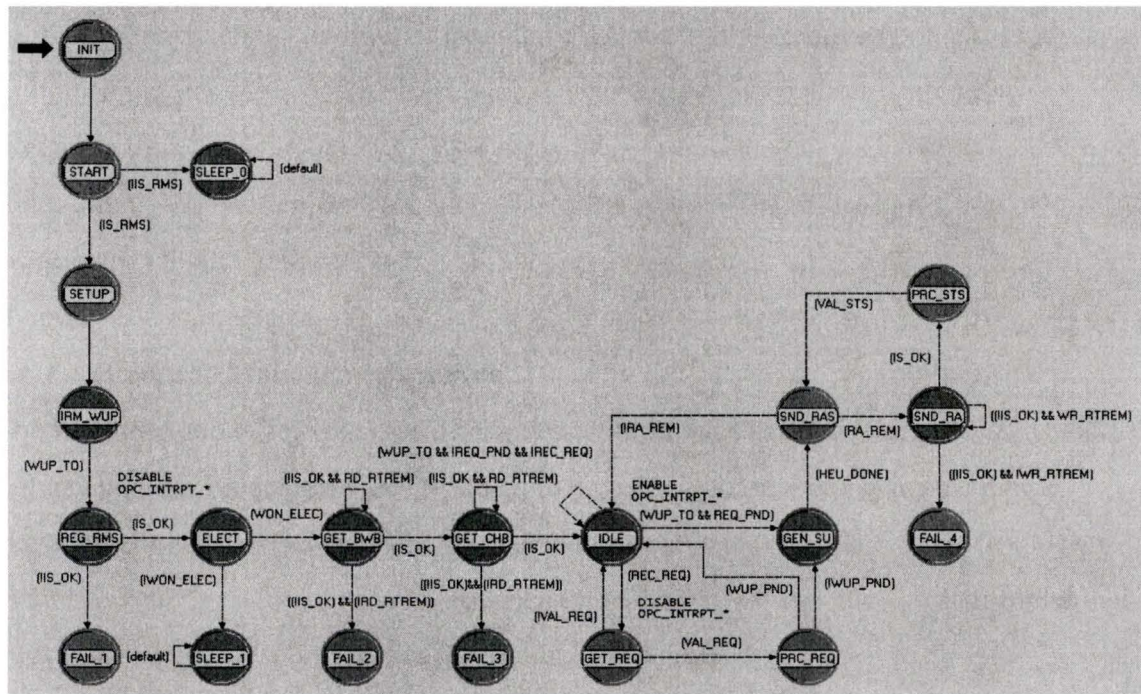 INIT
START
SLEEP_0
(default)
(!IS_RMS)
(IS_RMS)
SETUP
PRC_STS
(VAL_STS)
(IS_OK)
IRM_WUP
SND_RAS
SND_RA
((!IS_OK) && WR_RTREM)
(!RA_REM)
(RA_REM)
(WUP_TO && !REQ_PND && !REC_REQ)
(WUP_TO)
DISABLE
OPC_INTRPT_*
(!IS_OK && RD_RTREM)
(!IS_OK && RD_RTREM)
(HEU_DONE)
((!IS_OK) && !WR_RTREM)
ENABLE
OPC_INTRPT_*
(WON_ELEC)
(WUP_TO && REQ_PND)
REG_RMS
(IS_OK)
ELECT
GET_BWB
(IS_OK)
GET_CHB
(IS_OK)
IDLE
GEN_SU
FAIL_4
(!IS_OK)
(!WON_ELEC)
((!IS_OK) && (!RD_RTREM))
((!IS_OK)&& (!RD_RTREM))
(REC_REQ)
(WUP_PND)
(!WUP_PND)
(!VAL_REQ)
DISABLE
OPC_INTRPT_*
(VAL_REQ)
FAIL_1
(default)
SLEEP_1
FAIL_2
FAIL_3
GET_REQ
PRC_REQ